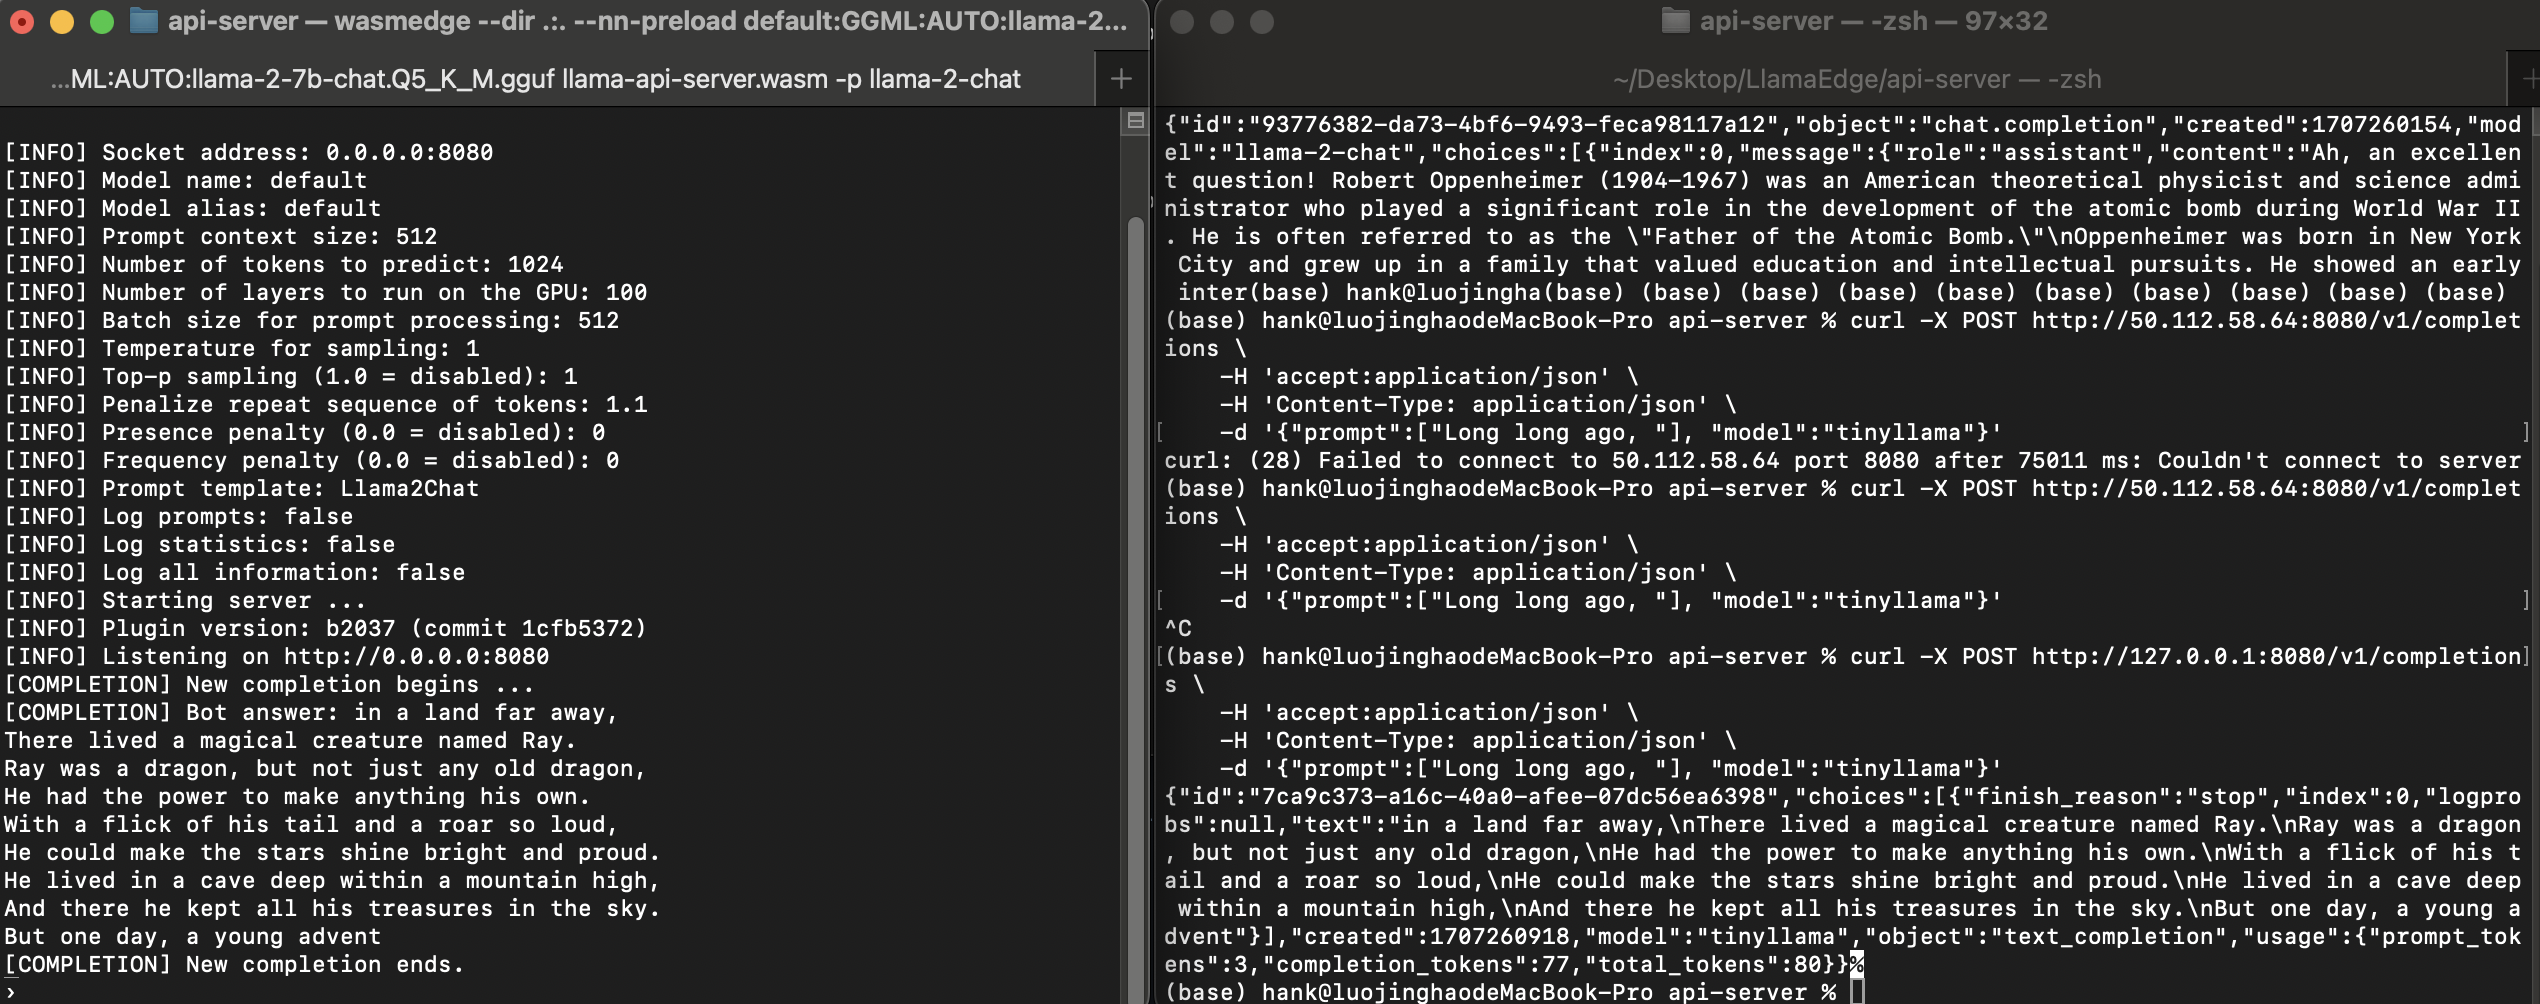 api-server — wasmedge --dir .:. --nn-preload default:GGML:AUTO:llama-2...
...ML:AUTO:llama-2-7b-chat.Q5_K_M.gguf llama-api-server.wasm -p llama-2-chat
+
[INFO] Socket address: 0.0.0.0:8080
[INFO] Model name: default
[INFO] Model alias: default
[INFO] Prompt context size: 512
[INFO] Number of tokens to predict: 1024
[INFO] Number of layers to run on the GPU: 100
[INFO] Batch size for prompt processing: 512
[INFO] Temperature for sampling: 1
[INFO] Top-p sampling (1.0 = disabled): 1
[INFO] Penalize repeat sequence of tokens: 1.1
[INFO] Presence penalty (0.0 = disabled): 0
[INFO] Frequency penalty (0.0 = disabled): 0
[INFO] Prompt template: Llama2Chat
[INFO] Log prompts: false
[INFO] Log statistics: false
[INFO] Log all information: false
[INFO] Starting server ...
[INFO] Plugin version: b2037 (commit 1cfb5372)
[INFO] Listening on http://0.0.0.0:8080
[COMPLETION] New completion begins ...
[COMPLETION] Bot answer: in a land far away,
There lived a magical creature named Ray.
Ray was a dragon, but not just any old dragon,
He had the power to make anything his own.
With a flick of his tail and a roar so loud,
He could make the stars shine bright and proud.
He lived in a cave deep within a mountain high,
And there he kept all his treasures in the sky.
But one day, a young advent
[COMPLETION] New completion ends.
›
api-server — -zsh — 97×32
~/Desktop/LlamaEdge/api-server — -zsh
+
{"id":"93776382-da73-4bf6-9493-feca98117a12","object":"chat.completion","created":1707260154,"mod
el":"llama-2-chat","choices":[{"index":0,"message":{"role":"assistant","content":"Ah, an excellen
t question! Robert Oppenheimer (1904-1967) was an American theoretical physicist and science admi
nistrator who played a significant role in the development of the atomic bomb during World War II
. He is often referred to as the \"Father of the Atomic Bomb.\"\nOppenheimer was born in New York
 City and grew up in a family that valued education and intellectual pursuits. He showed an early
 inter(base) hank@luojingha(base) (base) (base) (base) (base) (base) (base) (base) (base) (base)
(base) hank@luojinghaodeMacBook-Pro api-server % curl -X POST http://50.112.58.64:8080/v1/complet
ions \
    -H 'accept:application/json' \
    -H 'Content-Type: application/json' \
[    -d '{"prompt":["Long long ago, "], "model":"tinyllama"}' ]
curl: (28) Failed to connect to 50.112.58.64 port 8080 after 75011 ms: Couldn't connect to server
(base) hank@luojinghaodeMacBook-Pro api-server % curl -X POST http://50.112.58.64:8080/v1/complet
ions \
    -H 'accept:application/json' \
    -H 'Content-Type: application/json' \
[    -d '{"prompt":["Long long ago, "], "model":"tinyllama"}' ]
^C
[(base) hank@luojinghaodeMacBook-Pro api-server % curl -X POST http://127.0.0.1:8080/v1/completion]
s \
    -H 'accept:application/json' \
    -H 'Content-Type: application/json' \
    -d '{"prompt":["Long long ago, "], "model":"tinyllama"}'
{"id":"7ca9c373-a16c-40a0-afee-07dc56ea6398","choices":[{"finish_reason":"stop","index":0,"logpro
bs":null,"text":"in a land far away,\nThere lived a magical creature named Ray.\nRay was a dragon
, but not just any old dragon,\nHe had the power to make anything his own.\nWith a flick of his t
ail and a roar so loud,\nHe could make the stars shine bright and proud.\nHe lived in a cave deep
 within a mountain high,\nAnd there he kept all his treasures in the sky.\nBut one day, a young a
dvent"}],"created":1707260918,"model":"tinyllama","object":"text_completion","usage":{"prompt_tok
ens":3,"completion_tokens":77,"total_tokens":80}}%
(base) hank@luojinghaodeMacBook-Pro api-server %